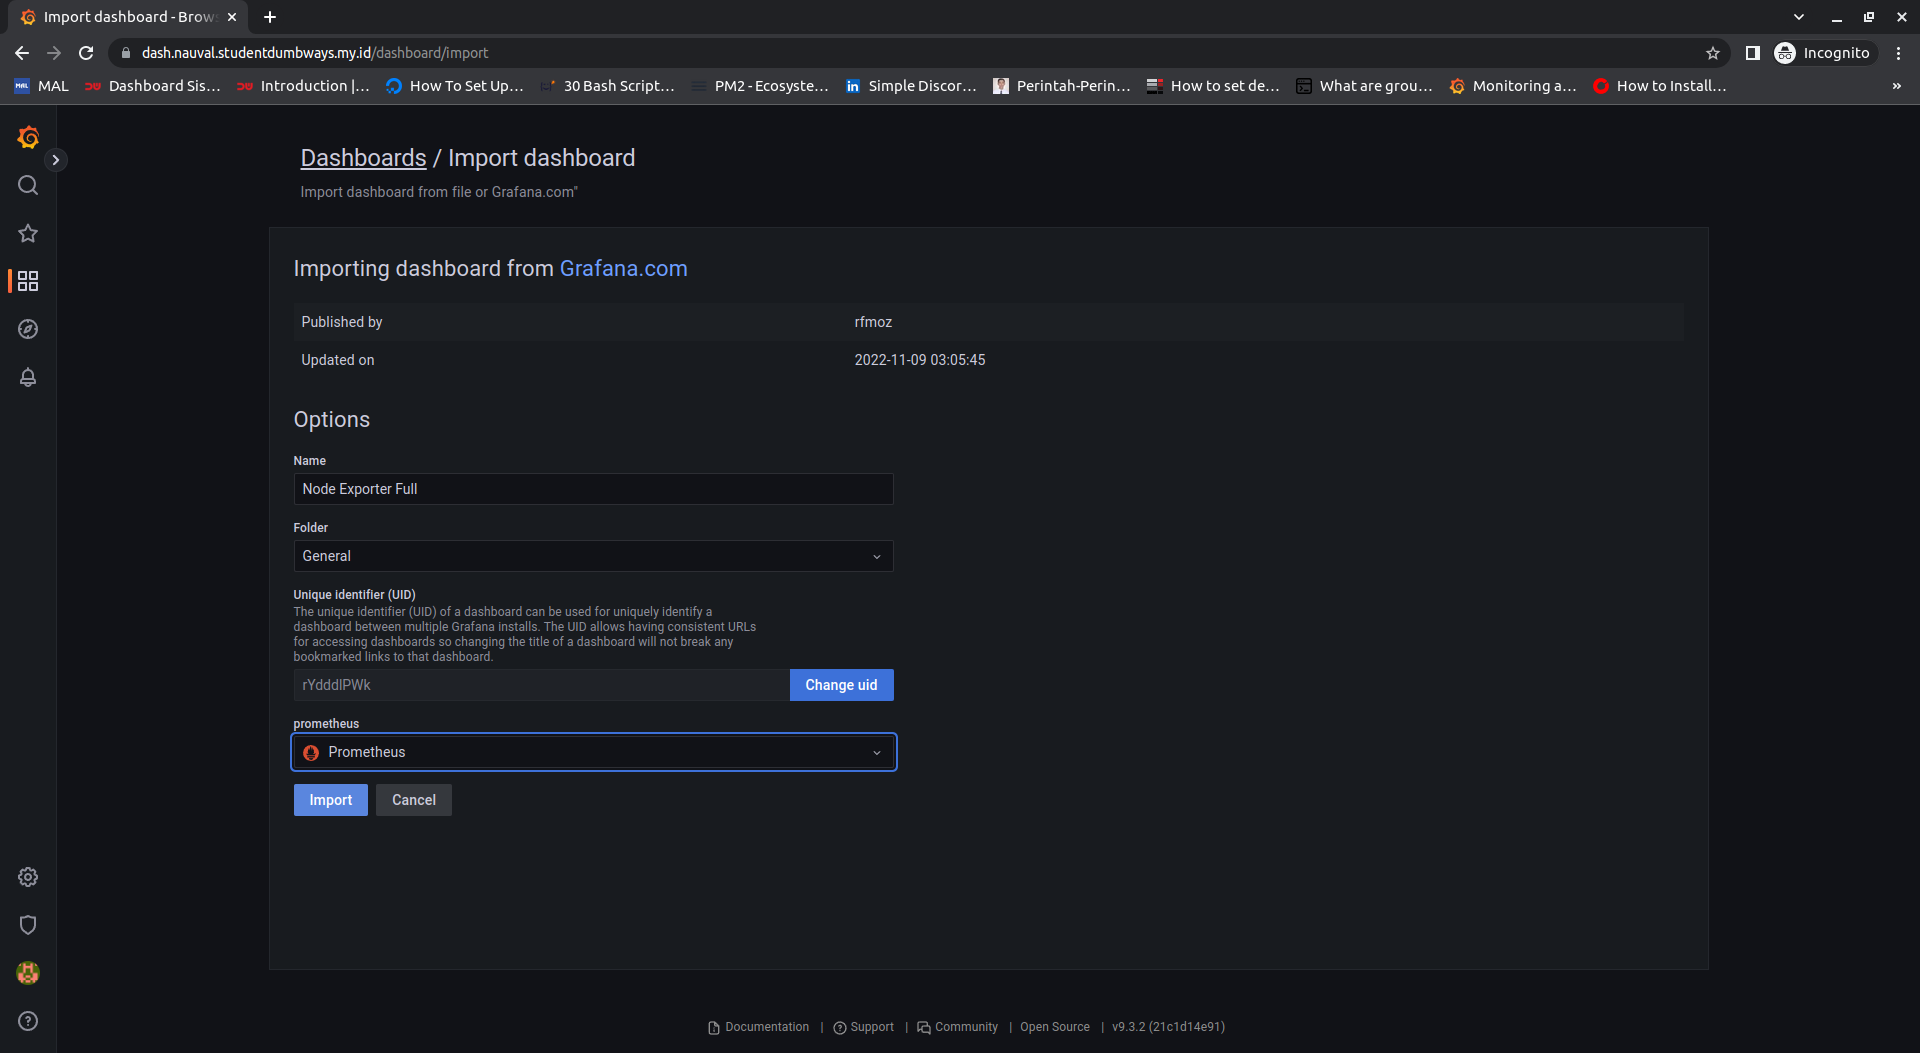 Import dashboard - Brow
dash.nauval.studentdumbways.my.id/dashboard/import
Incognito
MAL
MAL
Dashboard Sis...
Introduction |...
How To Set Up...
30 Bash Script...
PM2 - Ecosyste...
in
Simple Discor...
Perintah-Perin...
How to set de...
What are grou...
Monitoring a...
How to Install...
»
Dashboards / Import dashboard
Import dashboard from file or Grafana.com"
Importing dashboard from Grafana.com
Published by
rfmoz
Updated on
2022-11-09 03:05:45
Options
Name
Node Exporter Full
Folder
General
Unique identifier (UID)
The unique identifier (UID) of a dashboard can be used for uniquely identify a
dashboard between multiple Grafana installs. The UID allows having consistent URLs
for accessing dashboards so changing the title of a dashboard will not break any
bookmarked links to that dashboard.
rYdddlPWk
Change uid
prometheus
Prometheus
Import
Cancel
Documentation | Support | Community | Open Source | v9.3.2 (21c1d14e91)